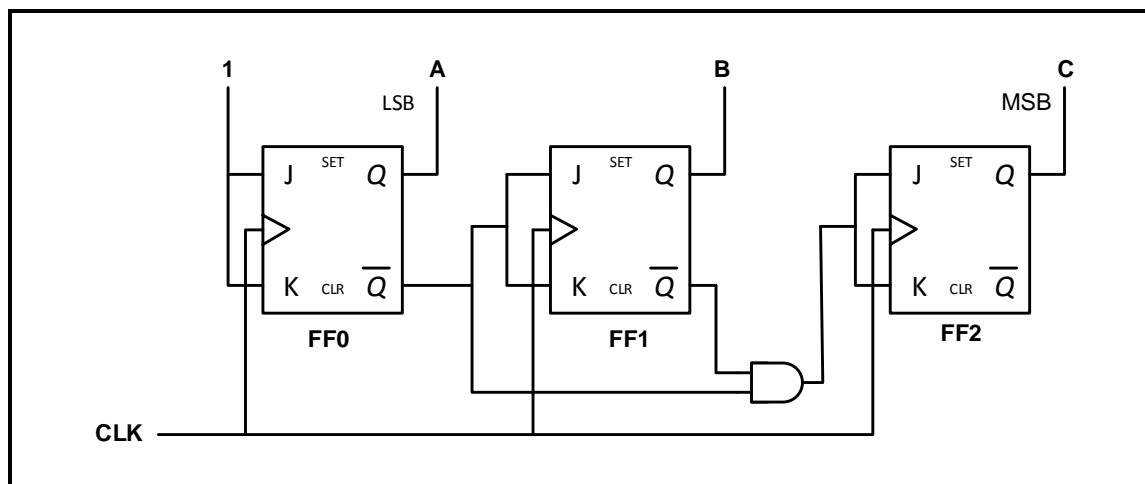 1 A B C
LSB MSB
SET SET SET
J Q J Q J Q
K CLR Q K CLR Q K CLR Q
FF0 FF1 FF2
CLK